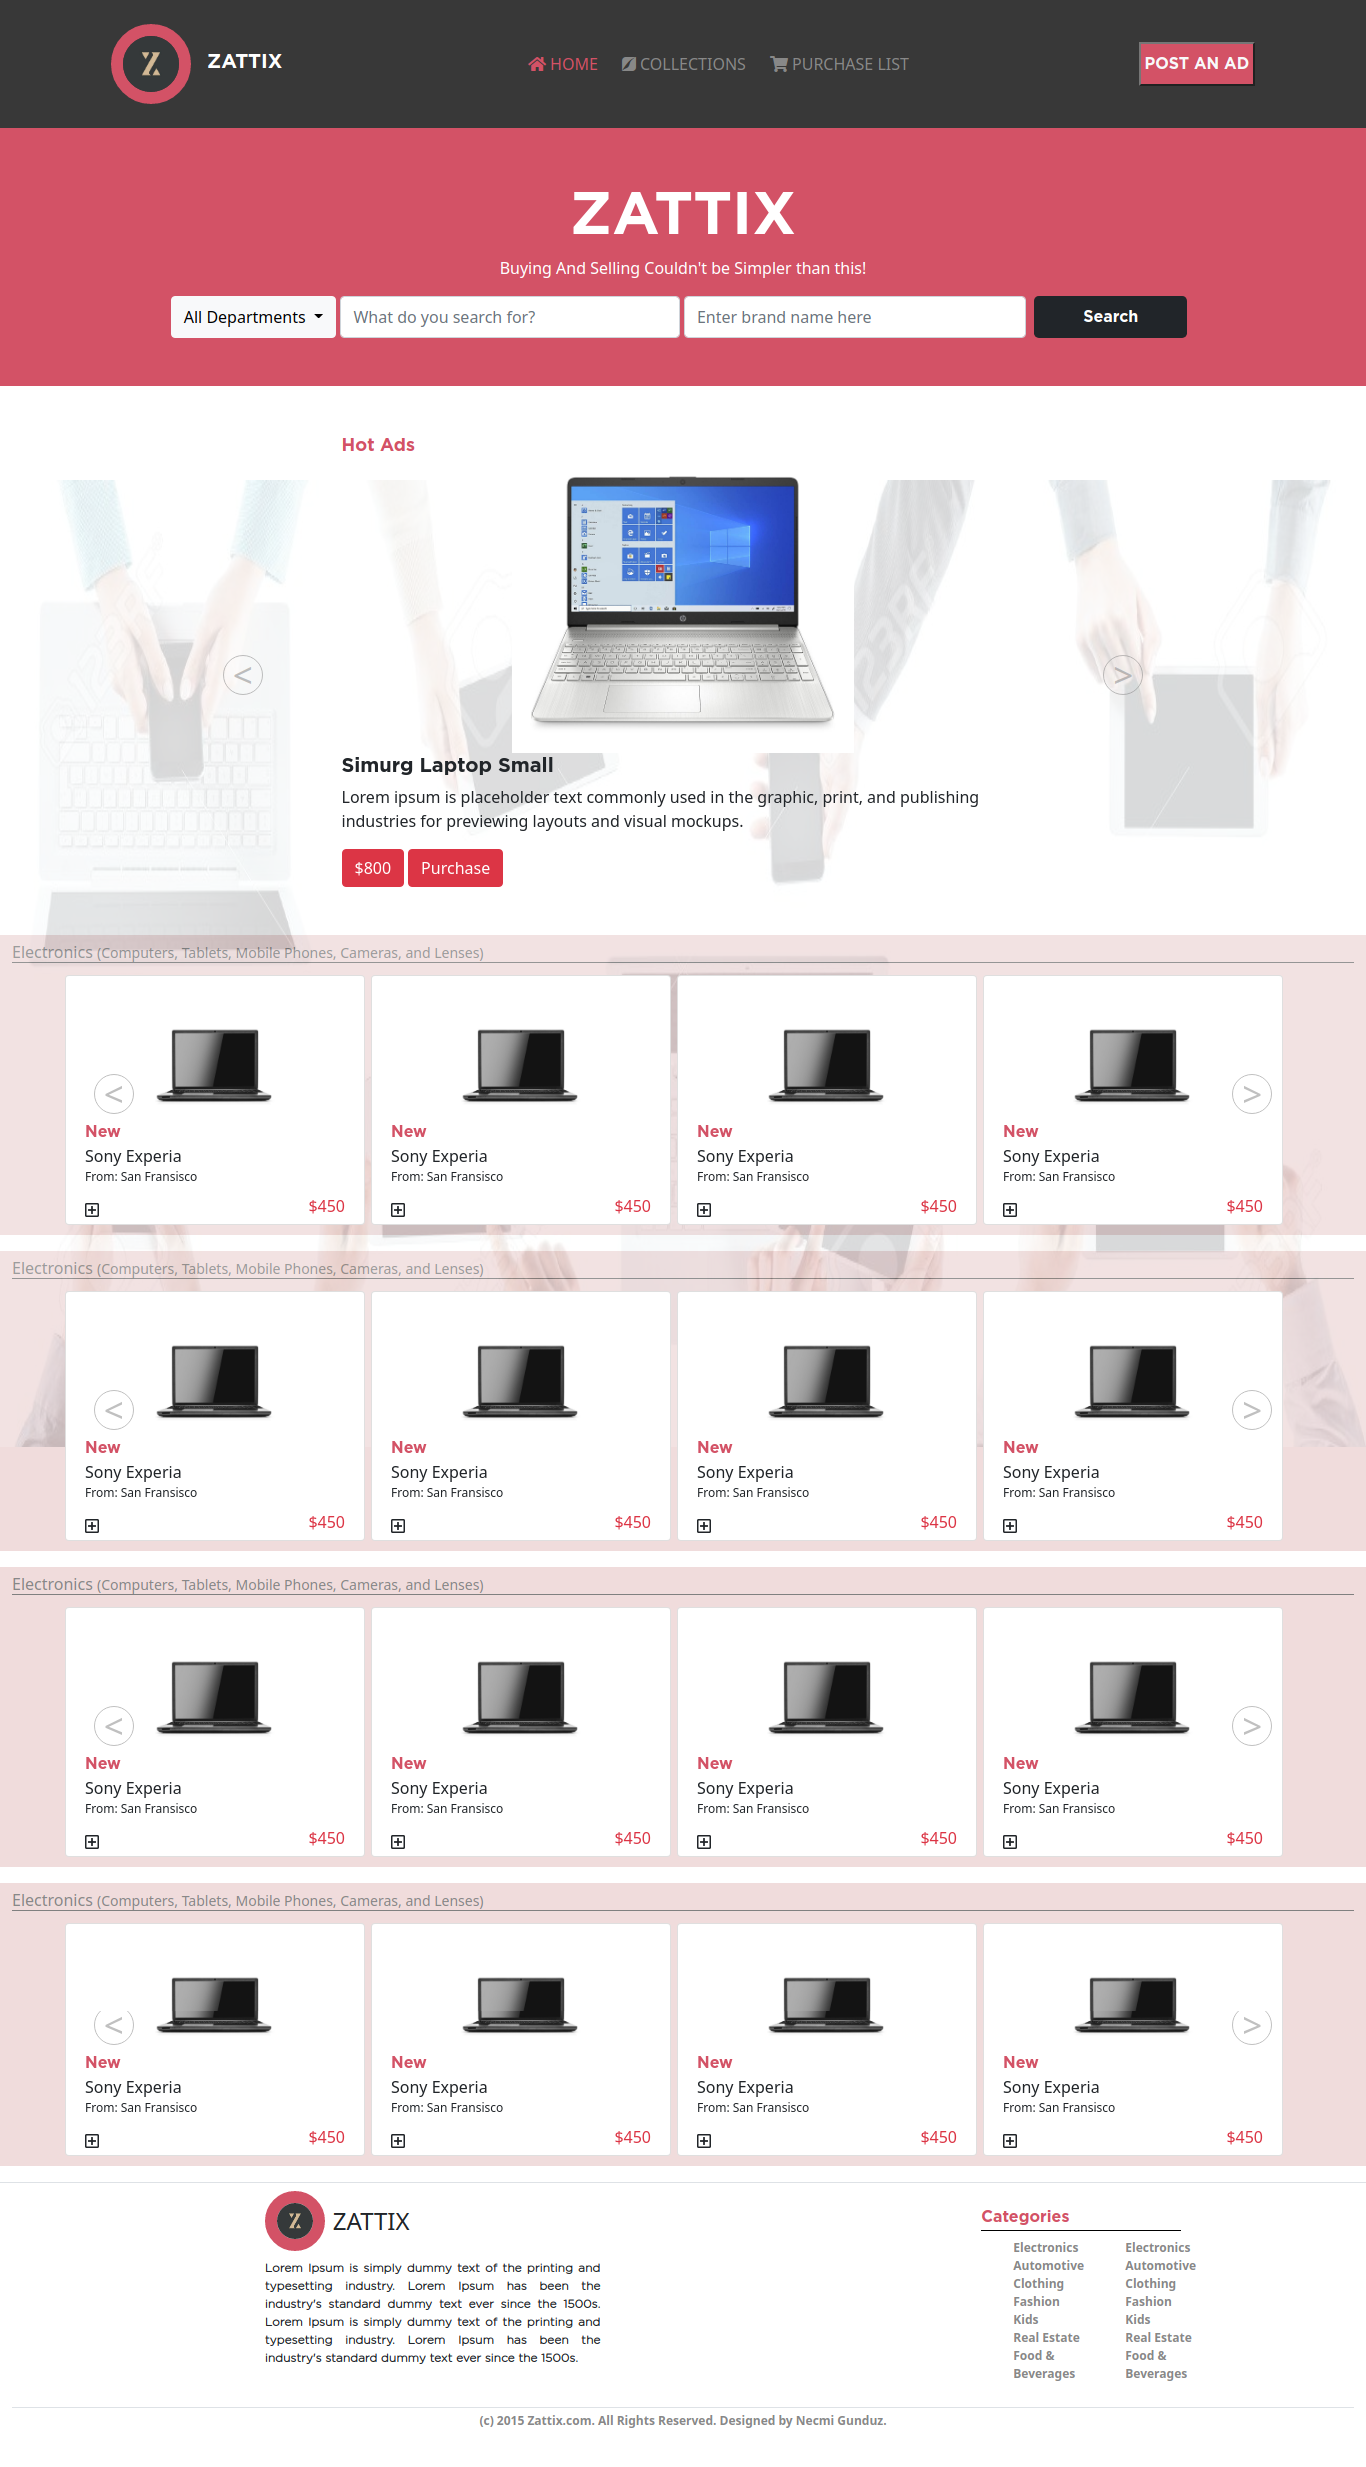 Z ZATTIX HOME COLLECTIONS PURCHASE LIST POST AN AD
ZATTIX
Buying And Selling Couldn't be Simpler than this!
All Departments What do you search for? Enter brand name here Search
Hot Ads
< >
Simurg Laptop Small
Lorem ipsum is placeholder text commonly used in the graphic, print, and publishing
industries for previewing layouts and visual mockups.
$800 Purchase
Electronics (Computers, Tablets, Mobile Phones, Cameras, and Lenses)
< >
New New New New
Sony Experia Sony Experia Sony Experia Sony Experia
From: San Fransisco From: San Fransisco From: San Fransisco From: San Fransisco
$450 $450 $450 $450
Electronics (Computers, Tablets, Mobile Phones, Cameras, and Lenses)
< >
New New New New
Sony Experia Sony Experia Sony Experia Sony Experia
From: San Fransisco From: San Fransisco From: San Fransisco From: San Fransisco
$450 $450 $450 $450
Electronics (Computers, Tablets, Mobile Phones, Cameras, and Lenses)
< >
New New New New
Sony Experia Sony Experia Sony Experia Sony Experia
From: San Fransisco From: San Fransisco From: San Fransisco From: San Fransisco
$450 $450 $450 $450
Electronics (Computers, Tablets, Mobile Phones, Cameras, and Lenses)
< >
New New New New
Sony Experia Sony Experia Sony Experia Sony Experia
From: San Fransisco From: San Fransisco From: San Fransisco From: San Fransisco
$450 $450 $450 $450
Z ZATTIX
Lorem Ipsum is simply dummy text of the printing and
typesetting industry. Lorem Ipsum has been the
industry's standard dummy text ever since the 1500s.
Lorem Ipsum is simply dummy text of the printing and
typesetting industry. Lorem Ipsum has been the
industry's standard dummy text ever since the 1500s.
Categories
Electronics Electronics
Automotive Automotive
Clothing Clothing
Fashion Fashion
Kids Kids
Real Estate Real Estate
Food & Food &
Beverages Beverages
(c) 2015 Zattix.com. All Rights Reserved. Designed by Necmi Gunduz.